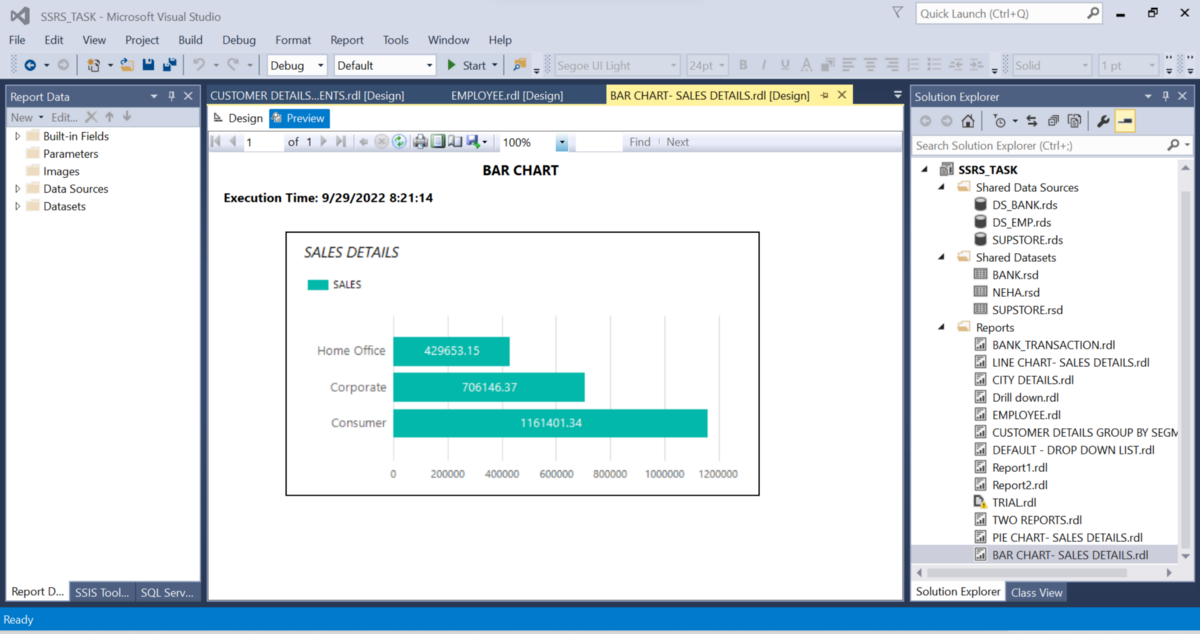 SSRS_TASK - Microsoft Visual Studio
Quick Launch (Ctrl+Q)
File Edit View Project Build Debug Format Report Tools Window Help
Debug Default Start Segoe UI Light 24pt B I U A Solid 1 pt
Report Data
New Edit...
Built-in Fields
Parameters
Images
Data Sources
Datasets
Report D... SSIS Tool... SQL Serv...
CUSTOMER DETAILS...ENTS.rdl [Design] EMPLOYEE.rdl [Design] BAR CHART- SALES DETAILS.rdl [Design]
Design Preview
1 of 1 100% Find Next
BAR CHART
Execution Time: 9/29/2022 8:21:14
SALES DETAILS
SALES
Home Office 429653.15
Corporate 706146.37
Consumer 1161401.34
0 200000 400000 600000 800000 1000000 1200000
Solution Explorer
Search Solution Explorer (Ctrl+;)
SSRS_TASK
Shared Data Sources
DS_BANK.rds
DS_EMP.rds
SUPSTORE.rds
Shared Datasets
BANK.rsd
NEHA.rsd
SUPSTORE.rsd
Reports
BANK_TRANSACTION.rdl
LINE CHART- SALES DETAILS.rdl
CITY DETAILS.rdl
Drill down.rdl
EMPLOYEE.rdl
CUSTOMER DETAILS GROUP BY SEGM
DEFAULT - DROP DOWN LIST.rdl
Report1.rdl
Report2.rdl
TRIAL.rdl
TWO REPORTS.rdl
PIE CHART- SALES DETAILS.rdl
BAR CHART- SALES DETAILS.rdl
Solution Explorer Class View
Ready